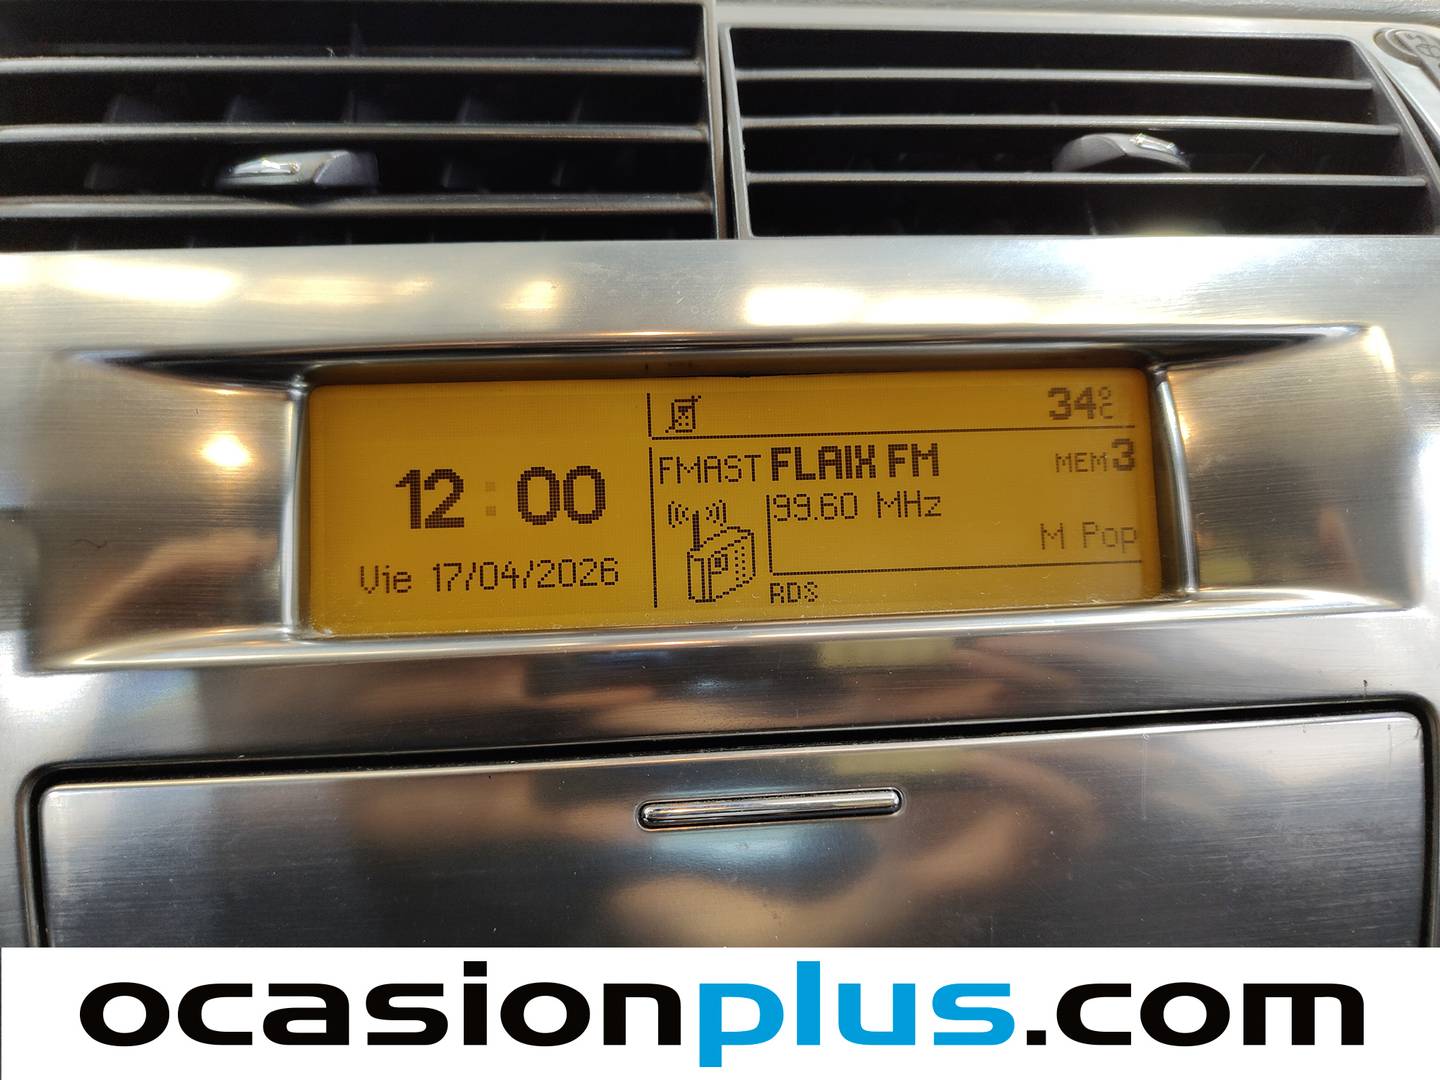 34°C
12:00
FMAST FLAIX FM MEM 3
99.60 MHz
M Pop
Vie 17/04/2026
RDS
ocasionplus.com